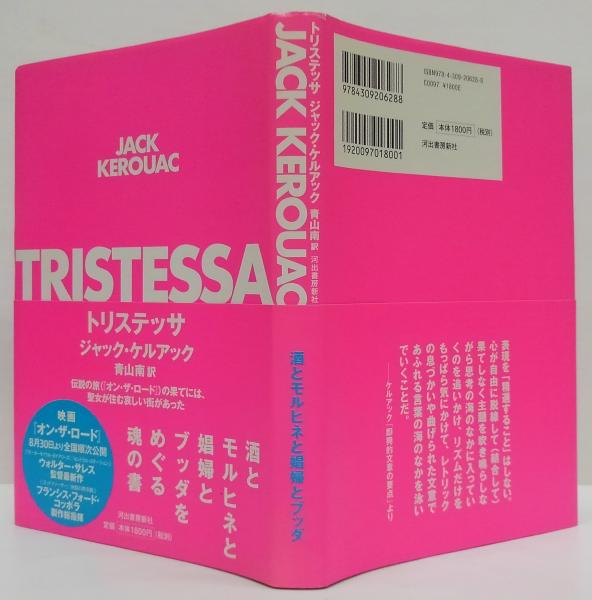 JACK
KEROUAC
TRISTESSA
トリステッサ
ジャック・ケルアック
青山南 訳
伝説の旅(『オン・ザ・ロード』)の果てには、
聖女が住む哀しい街があった
映画
『オン・ザ・ロード』
8月30日より全国順次公開
ウォルター・サレス
監督最新作
フランシス・フォード・
コッポラ
製作総指揮
酒と
モルヒネと
娼婦と
ブッダを
めぐる
魂の書
河出書房新社
定価 本体1800円(税別)
トリステッサ ジャック・ケルアック 青山南 訳 河出書房新社
JACK KEROUAC
酒とモルヒネと娼婦とブッダ
9784309206288
1920097018001
ISBN978-4-309-20628-8
C0097 ¥1800E
定価 本体1800円(税別)
河出書房新社
表現を「精選すること」はしない、
心が自由に脱線して(結合して)
果てしなく主題を吹き鳴らしな
がら思考の海のなかに入ってい
くのを追いかけ、リズムだけを
もっぱら気にかけて、レトリック
の息づかいや曲げられた文章で
あふれる言葉の海のなかを泳い
でいくことだ。
——ケルアック「即興的文章の要点」より